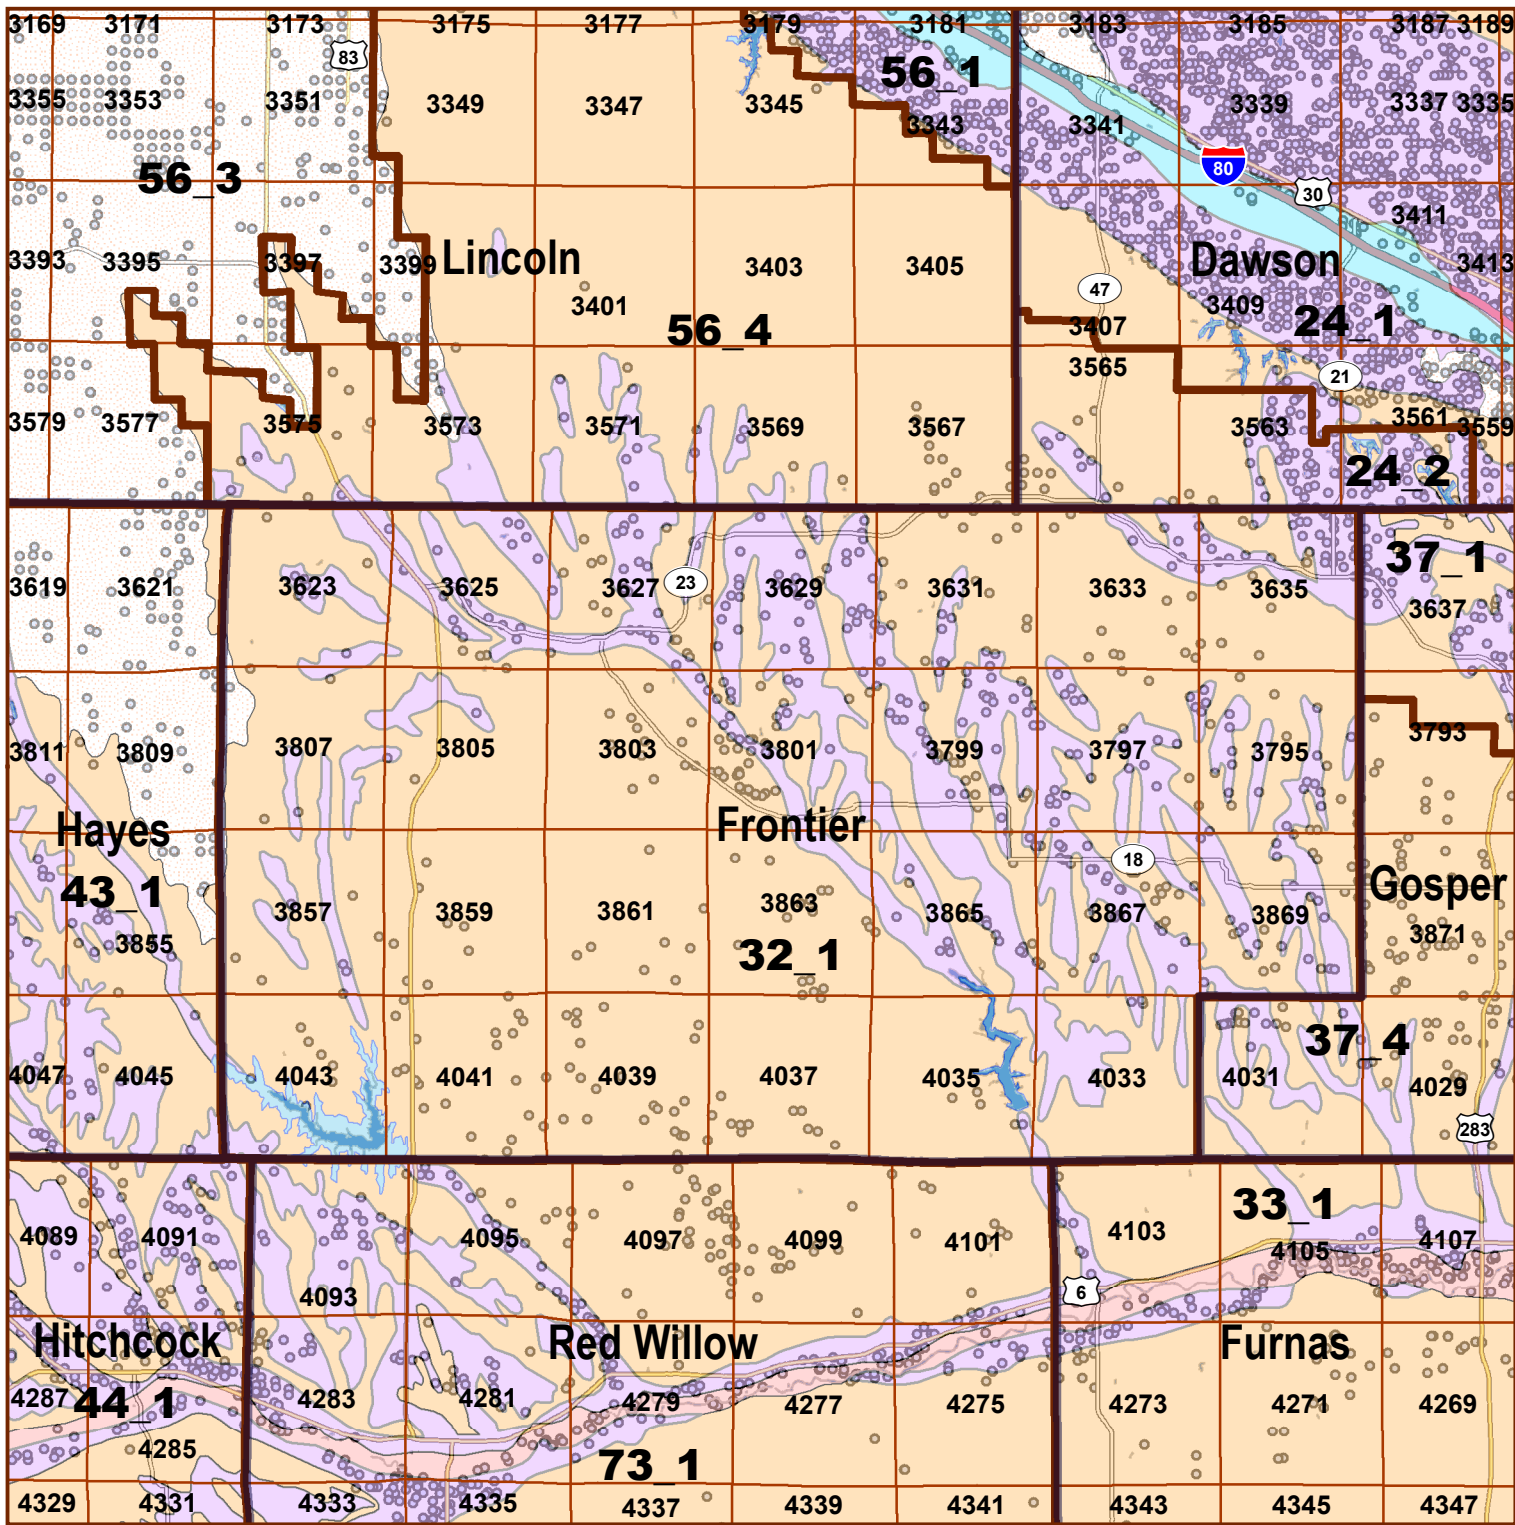 3169 3171 3173 3175 3177 3179 3181 3183 3185 3187 3189
83
56_1
3355 3353 3351 3349 3347 3345 3343 3341 3339 3337 3335
80
56_3
30
3411
3393 3395 3397 3399 Lincoln 3403 3405 Dawson 3413
47
3401 3409
56_4 3407 24_1
3565
21
3579 3577 3575 3573 3571 3569 3567 3563 3561 3559
24_2
37_1
3619 3621 3623 3625 3627 23 3629 3631 3633 3635
3637
3793
3811 3809 3807 3805 3803 3801 3799 3797 3795
Hayes Frontier
18
43_1 Gosper
3857 3859 3861 3863 3865 3867 3869
3855 3871
32_1
37_4
4047 4045 4043 4041 4039 4037 4035 4033 4031 4029
283
33_1
4089 4091 4095 4097 4099 4101 4103 4105 4107
4093 6
Hitchcock Red Willow Furnas
4287 44_1 4283 4281 4279 4277 4275 4273 4271 4269
4285
73_1
4329 4331 4333 4335 4337 4339 4341 4343 4345 4347